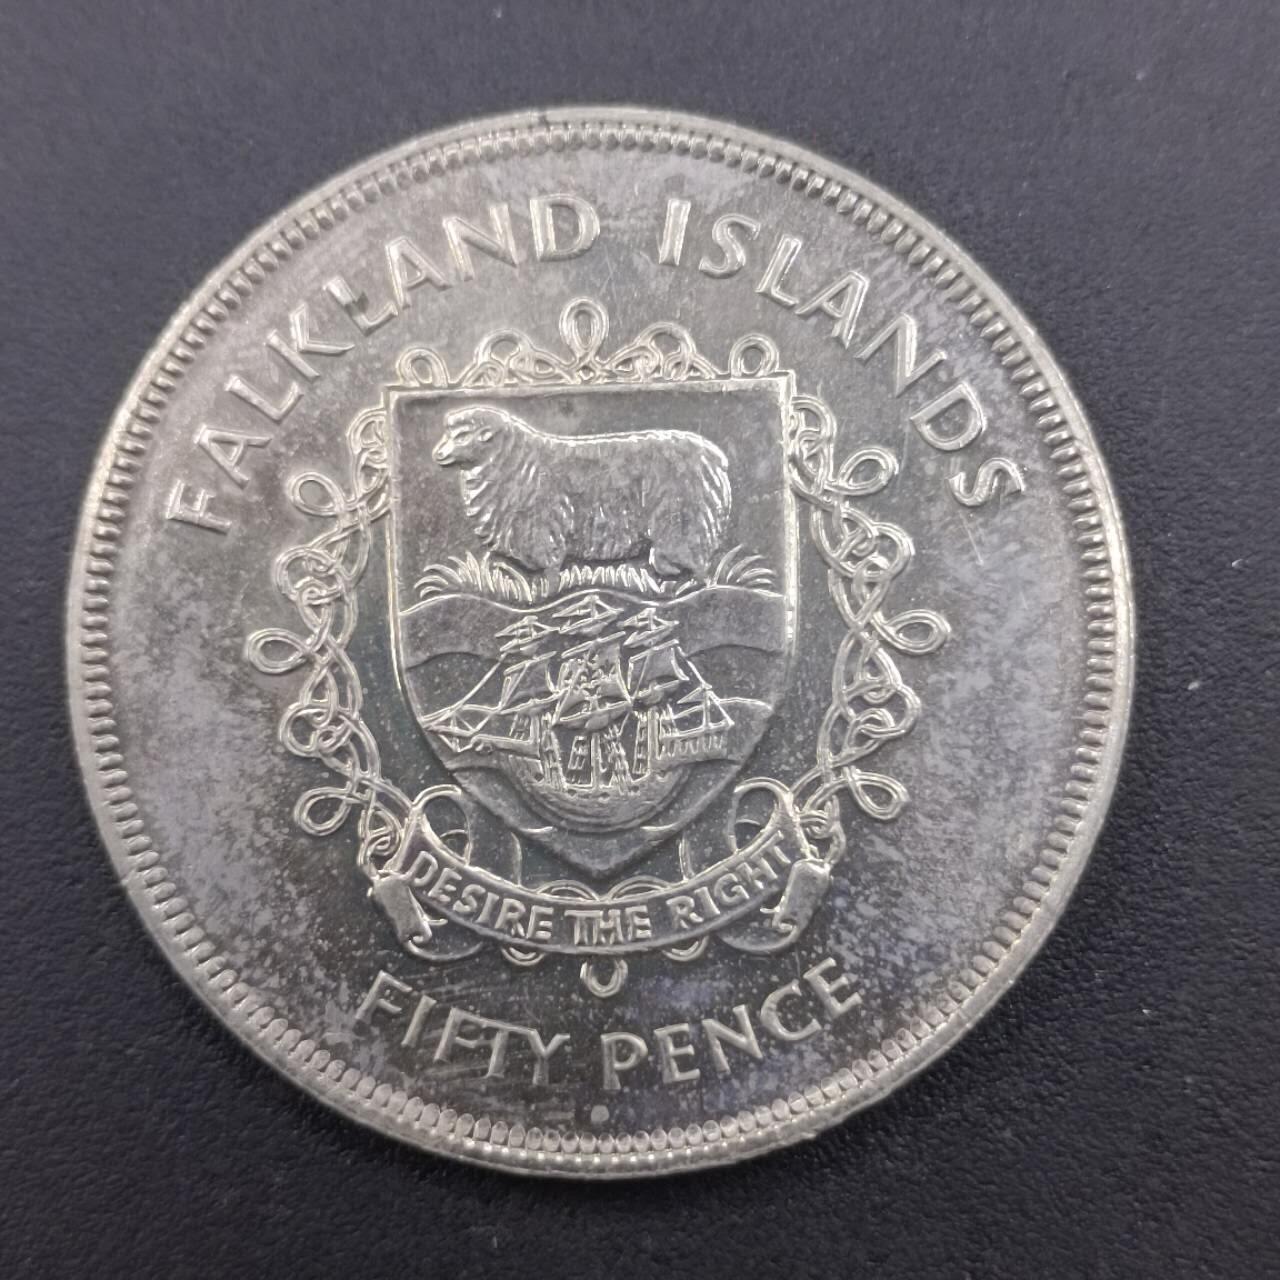 FALKLAND ISLANDS
DESIRE THE RIGHT
FIFTY PENCE